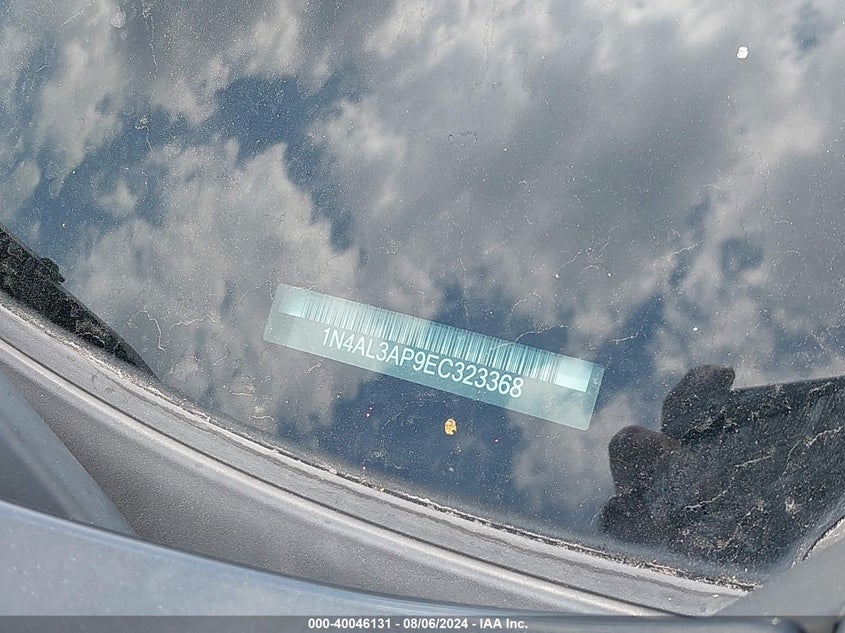 1N4AL3AP9EC323368
000-40046131 - 08/06/2024 - IAA Inc.